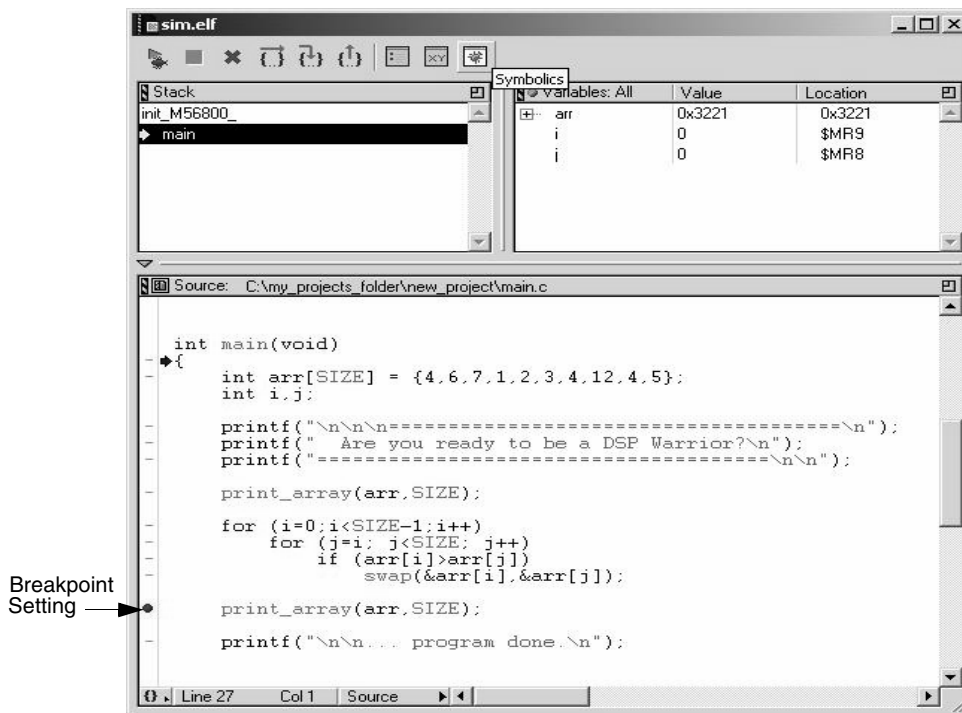 sim.elf
XY
Symbolics
Stack
init_M56800_
main
Variables: All Value Location
arr 0x3221 0x3221
i 0 $MR9
j 0 $MR8
Source: C:\my_projects_folder\new_project\main.c
int main(void)
{
int arr[SIZE] = {4,6,7,1,2,3,4,12,4,5};
int i,j;
printf("\n\n\n=======================================\n");
printf("  Are you ready to be a DSP Warrior?\n");
printf("=======================================\n\n");
print_array(arr,SIZE);
for (i=0;i<SIZE-1;i++)
for (j=i; j<SIZE; j++)
if (arr[i]>arr[j])
swap(&arr[i],&arr[j]);
Breakpoint
Setting
print_array(arr,SIZE);
printf("\n\n... program done.\n");
Line 27 Col 1 Source